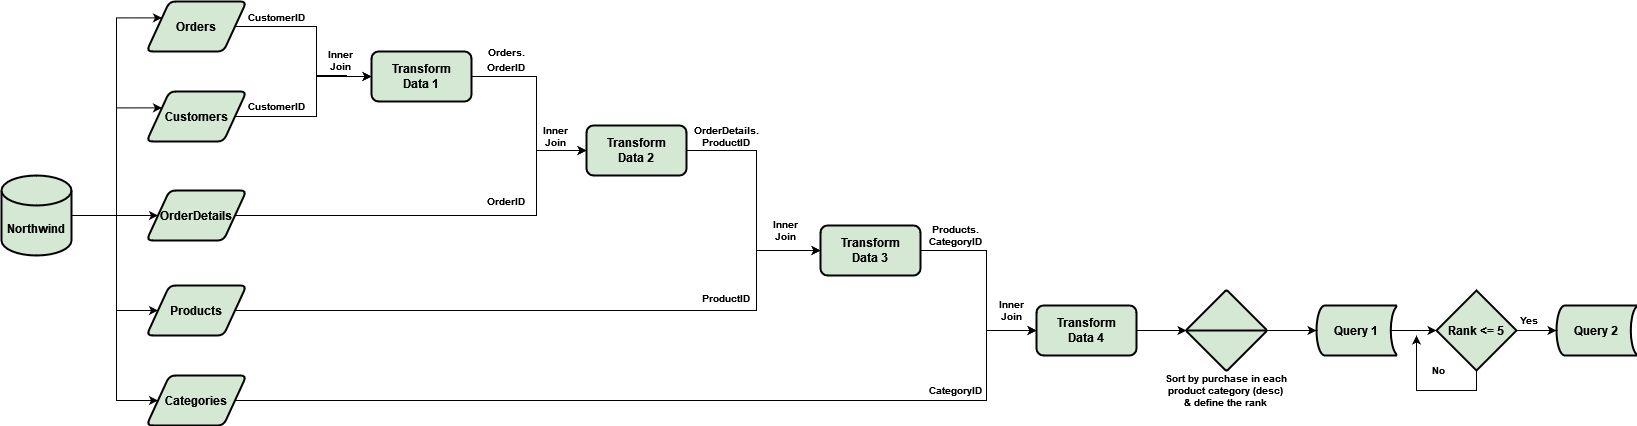 Orders
CustomerID
Inner
Join
Transform
Data 1
Orders.
OrderID
Customers
CustomerID
Inner
Join
Transform
Data 2
OrderDetails.
ProductID
Northwind
OrderDetails
OrderID
Inner
Join
Transform
Data 3
Products.
CategoryID
Products
ProductID
Inner
Join
Transform
Data 4
Sort by purchase in each
product category (desc)
& define the rank
Query 1
Rank <= 5
Yes
No
Query 2
Categories
CategoryID